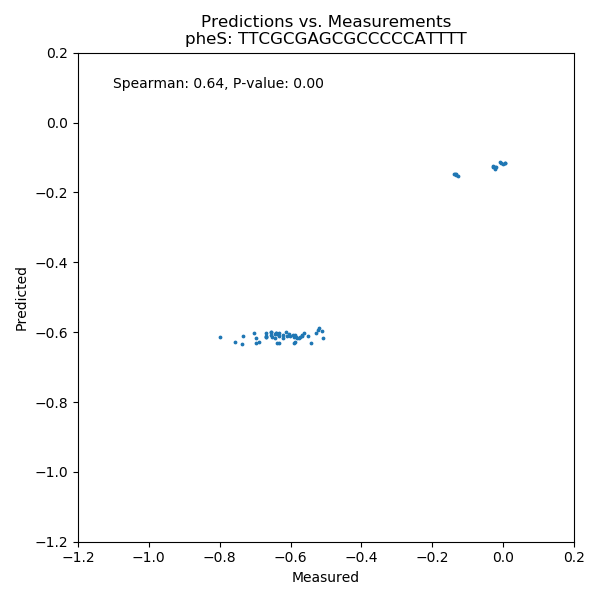 Predictions vs. Measurements
pheS: TTCGCGAGCGCCCCCATTTT
Spearman: 0.64, P-value: 0.00
0.2
0.0
−0.2
−0.4
−0.6
−0.8
−1.0
−1.2
Predicted
−1.2 −1.0 −0.8 −0.6 −0.4 −0.2 0.0 0.2
Measured